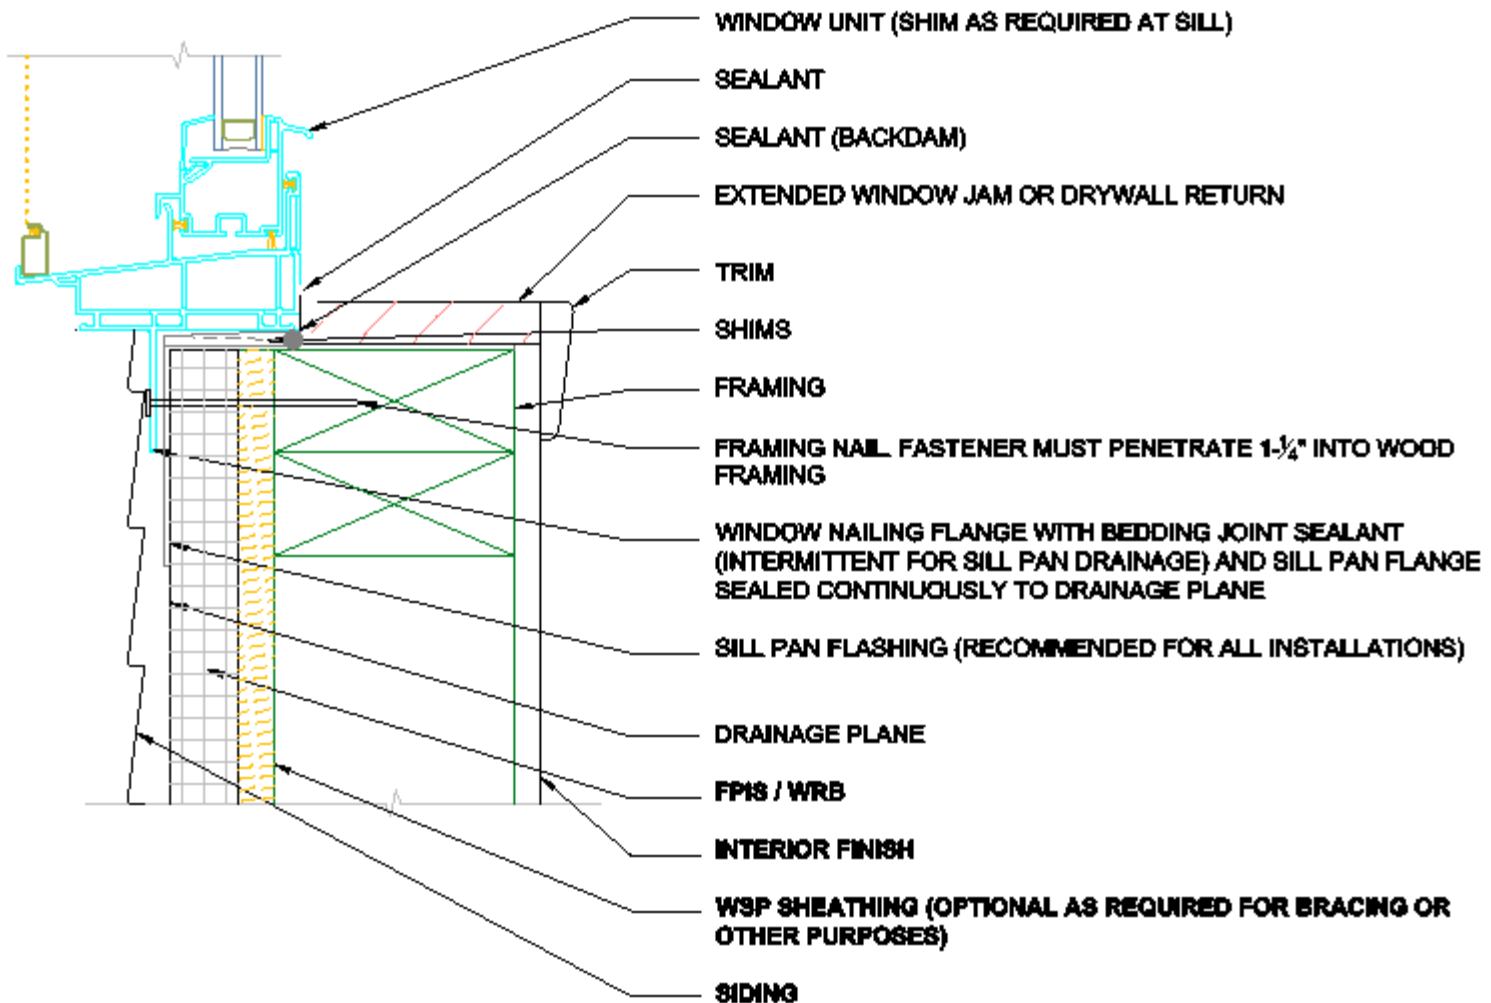 WINDOW UNIT (SHIM AS REQUIRED AT SILL)
SEALANT
SEALANT (BACKDAM)
EXTENDED WINDOW JAM OR DRYWALL RETURN
TRIM
SHIMS
FRAMING
FRAMING NAIL FASTENER MUST PENETRATE 1-¼" INTO WOOD
FRAMING
WINDOW NAILING FLANGE WITH BEDDING JOINT SEALANT
(INTERMITTENT FOR SILL PAN DRAINAGE) AND SILL PAN FLANGE
SEALED CONTINUOUSLY TO DRAINAGE PLANE
SILL PAN FLASHING (RECOMMENDED FOR ALL INSTALLATIONS)
DRAINAGE PLANE
FPIS / WRB
INTERIOR FINISH
WSP SHEATHING (OPTIONAL AS REQUIRED FOR BRACING OR
OTHER PURPOSES)
SIDING